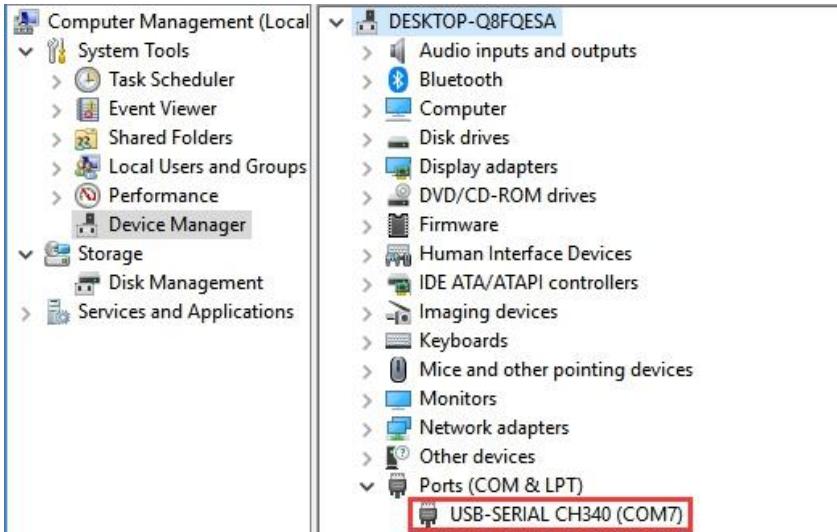 Computer Management (Local
System Tools
Task Scheduler
Event Viewer
Shared Folders
Local Users and Groups
Performance
Device Manager
Storage
Disk Management
Services and Applications
DESKTOP-Q8FQESA
Audio inputs and outputs
Bluetooth
Computer
Disk drives
Display adapters
DVD/CD-ROM drives
Firmware
Human Interface Devices
IDE ATA/ATAPI controllers
Imaging devices
Keyboards
Mice and other pointing devices
Monitors
Network adapters
Other devices
Ports (COM & LPT)
USB-SERIAL CH340 (COM7)